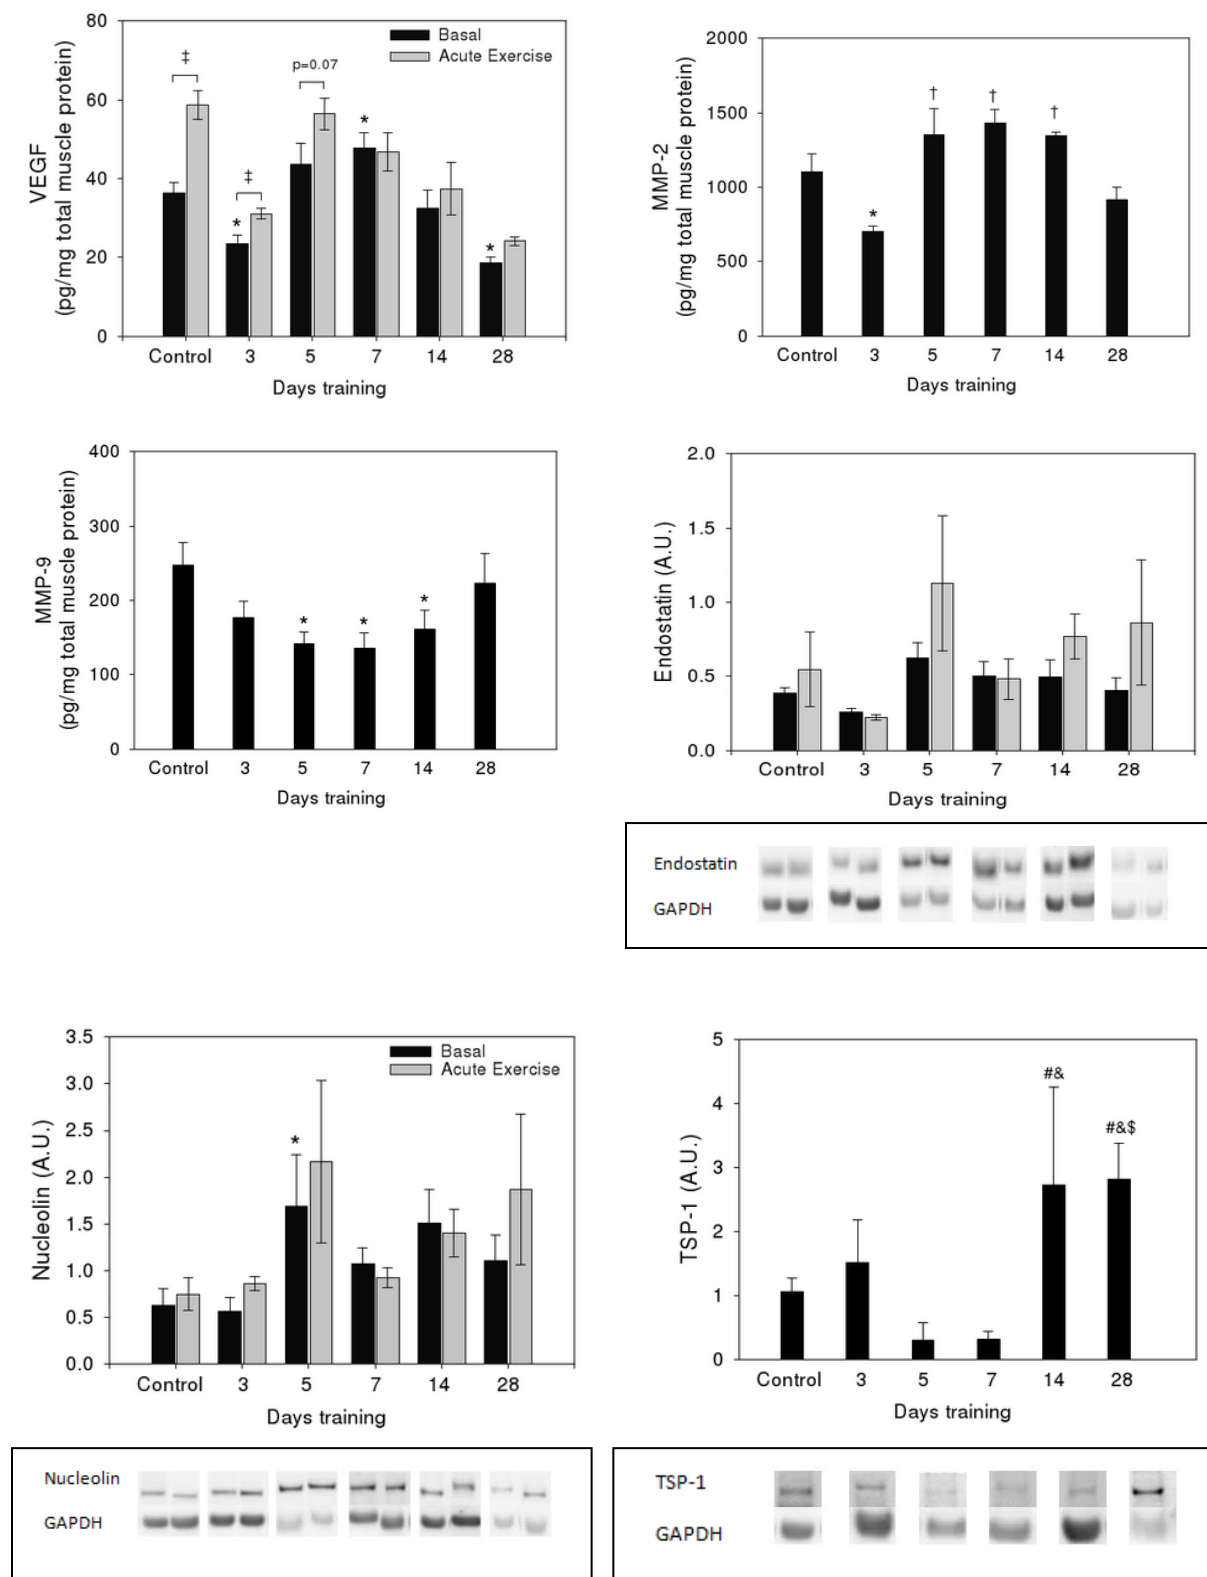 80
60
40
20
0
VEGF
(pg/mg total muscle protein)
Basal
Acute Exercise
‡
*
‡
p=0.07
*
*
Control 3 5 7 14 28
Days training
2000
1500
1000
500
0
MMP-2
(pg/mg total muscle protein)
*
†
†
†
Control 3 5 7 14 28
Days training
400
300
200
100
0
MMP-9
(pg/mg total muscle protein)
*
*
*
Control 3 5 7 14 28
Days training
2.0
1.5
1.0
0.5
0.0
Endostatin (A.U.)
Control 3 5 7 14 28
Days training
Endostatin
GAPDH
3.5
3.0
2.5
2.0
1.5
1.0
0.5
0.0
Nucleolin (A.U.)
Basal
Acute Exercise
*
Control 3 5 7 14 28
Days training
Nucleolin
GAPDH
5
4
3
2
1
0
TSP-1 (A.U.)
#&
#&$
Control 3 5 7 14 28
Days training
TSP-1
GAPDH